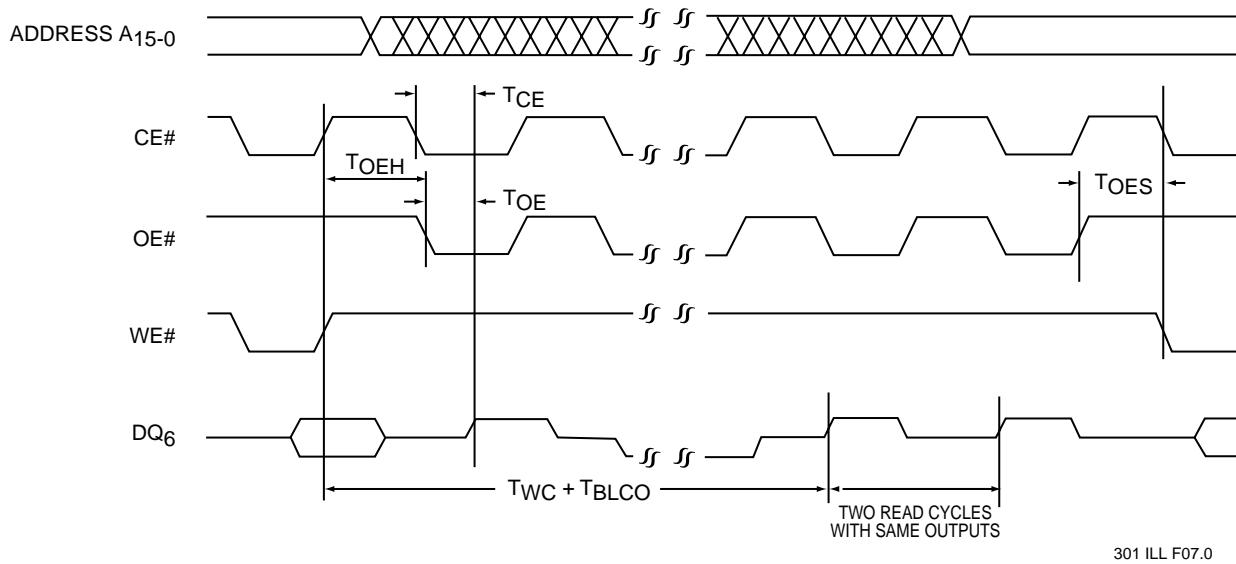 ADDRESS A15-0
TCE
CE#
TOEH
TOE
TOES
OE#
WE#
DQ6
TWC + TBLCO
TWO READ CYCLES
WITH SAME OUTPUTS
301 ILL F07.0